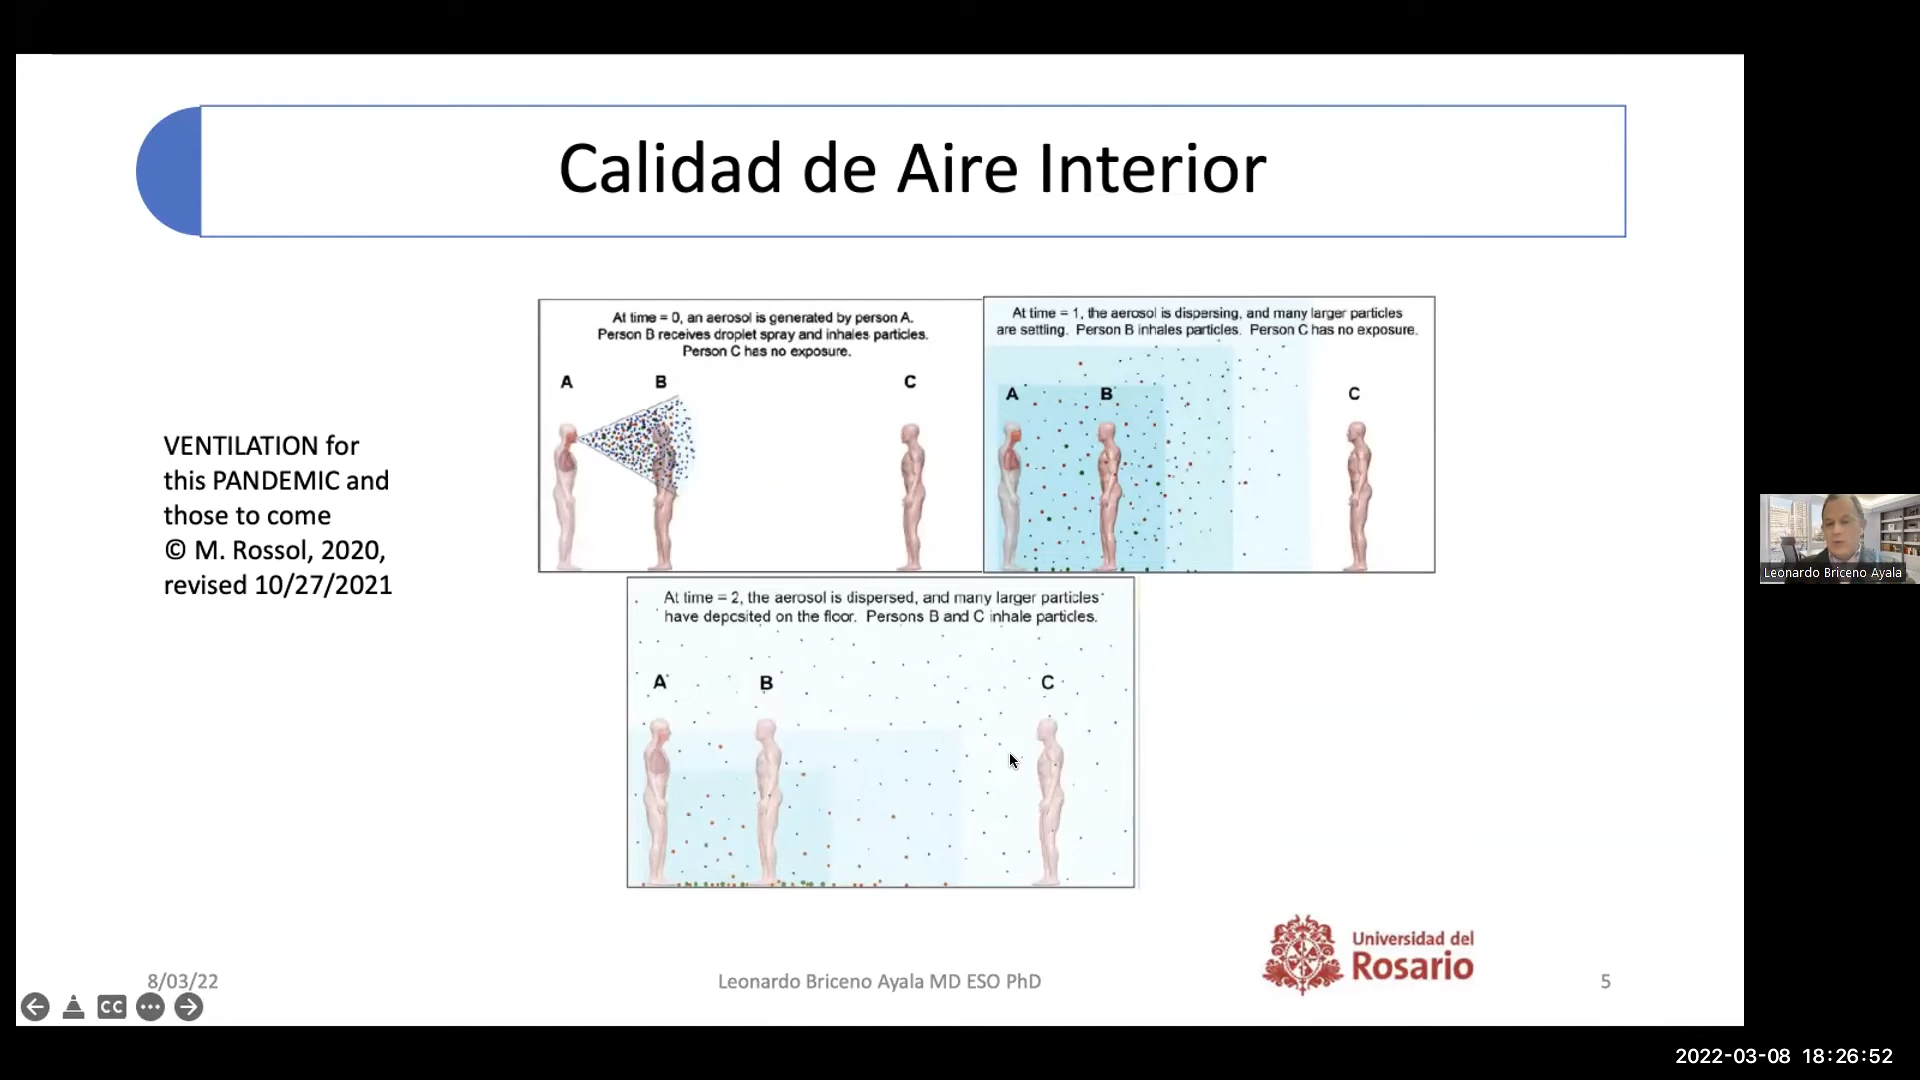 Calidad de Aire Interior
VENTILATION for
this PANDEMIC and
those to come
© M. Rossol, 2020,
revised 10/27/2021
At time = 0, an aerosol is generated by person A.
Person B receives droplet spray and inhales particles.
Person C has no exposure.
A B C
At time = 1, the aerosol is dispersing, and many larger particles
are settling. Person B inhales particles. Person C has no exposure.
A B C
At time = 2, the aerosol is dispersed, and many larger particles
have deposited on the floor. Persons B and C inhale particles.
A B C
Leonardo Briceno Ayala
8/03/22
Leonardo Briceno Ayala MD ESO PhD
Universidad del
Rosario
5
CC
2022-03-08 18:26:52